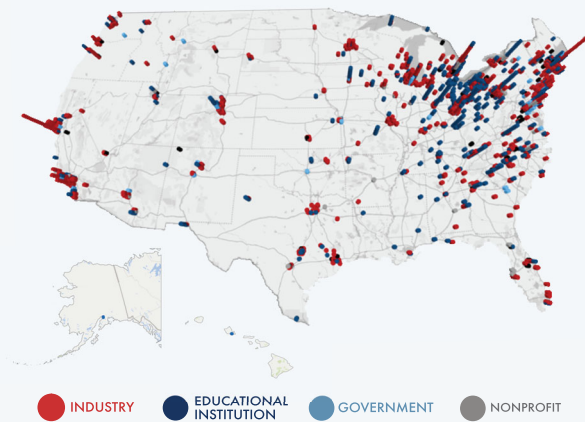 INDUSTRY
EDUCATIONAL
INSTITUTION
GOVERNMENT
NONPROFIT